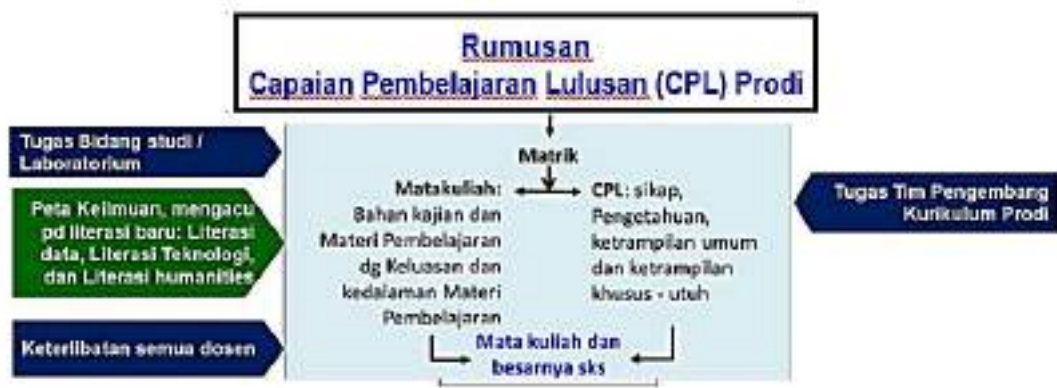 Rumusan
Capaian Pembelajaran Lulusan (CPL) Prodi
Tugas Bidang studi /
Laboratorium
Peta Keilmuan, mengacu
pd literasi baru: Literasi
data, Literasi Teknologi,
dan Literasi humanities
Keterlibatan semua dosen
Matrik
Matakuliah:
Bahan kajian dan
Materi Pembelajaran
dg Keluasan dan
kedalaman Materi
Pembelajaran
CPL: sikap,
Pengetahuan,
ketrampilan umum
dan ketrampilan
khusus - utuh
Mata kuliah dan
besarnya sks
Tugas Tim Pengembang
Kurikulum Prodi